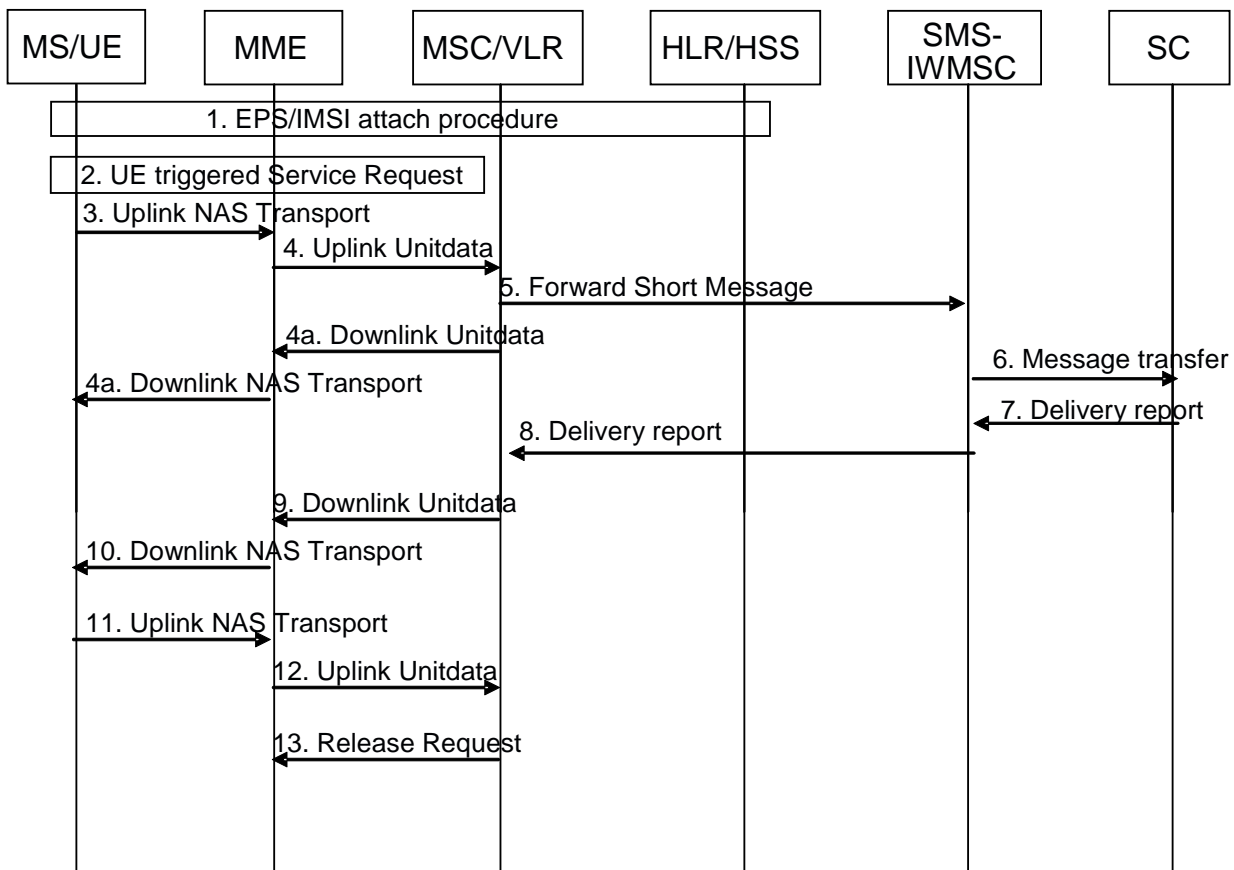 MS/UE
MME
MSC/VLR
HLR/HSS
SMS-
IWMSC
SC
1. EPS/IMSI attach procedure
2. UE triggered Service Request
3. Uplink NAS Transport
4. Uplink Unitdata
5. Forward Short Message
4a. Downlink Unitdata
6. Message transfer
4a. Downlink NAS Transport
7. Delivery report
8. Delivery report
9. Downlink Unitdata
10. Downlink NAS Transport
11. Uplink NAS Transport
12. Uplink Unitdata
13. Release Request